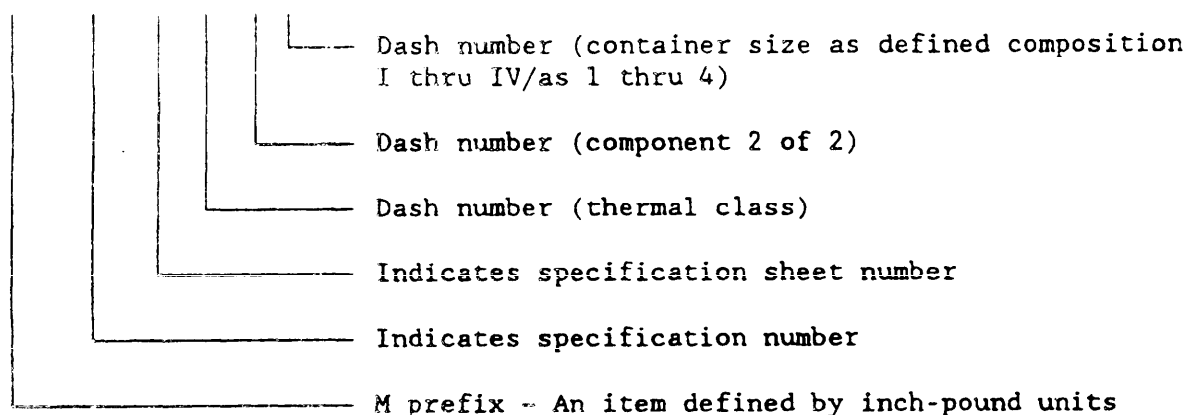 Dash number (container size as defined composition
I thru IV/as 1 thru 4)
Dash number (component 2 of 2)
Dash number (thermal class)
Indicates specification sheet number
Indicates specification number
M prefix - An item defined by inch-pound units